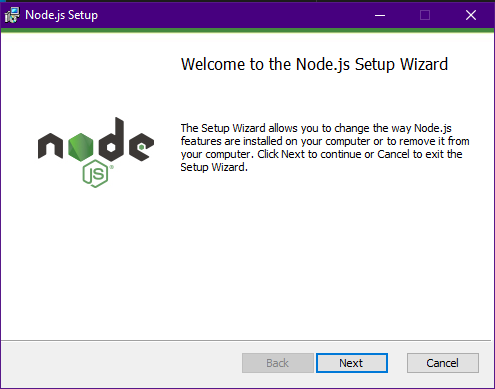 Node.js Setup
Welcome to the Node.js Setup Wizard
node
JS
The Setup Wizard allows you to change the way Node.js
features are installed on your computer or to remove it from
your computer. Click Next to continue or Cancel to exit the
Setup Wizard.
Back Next Cancel